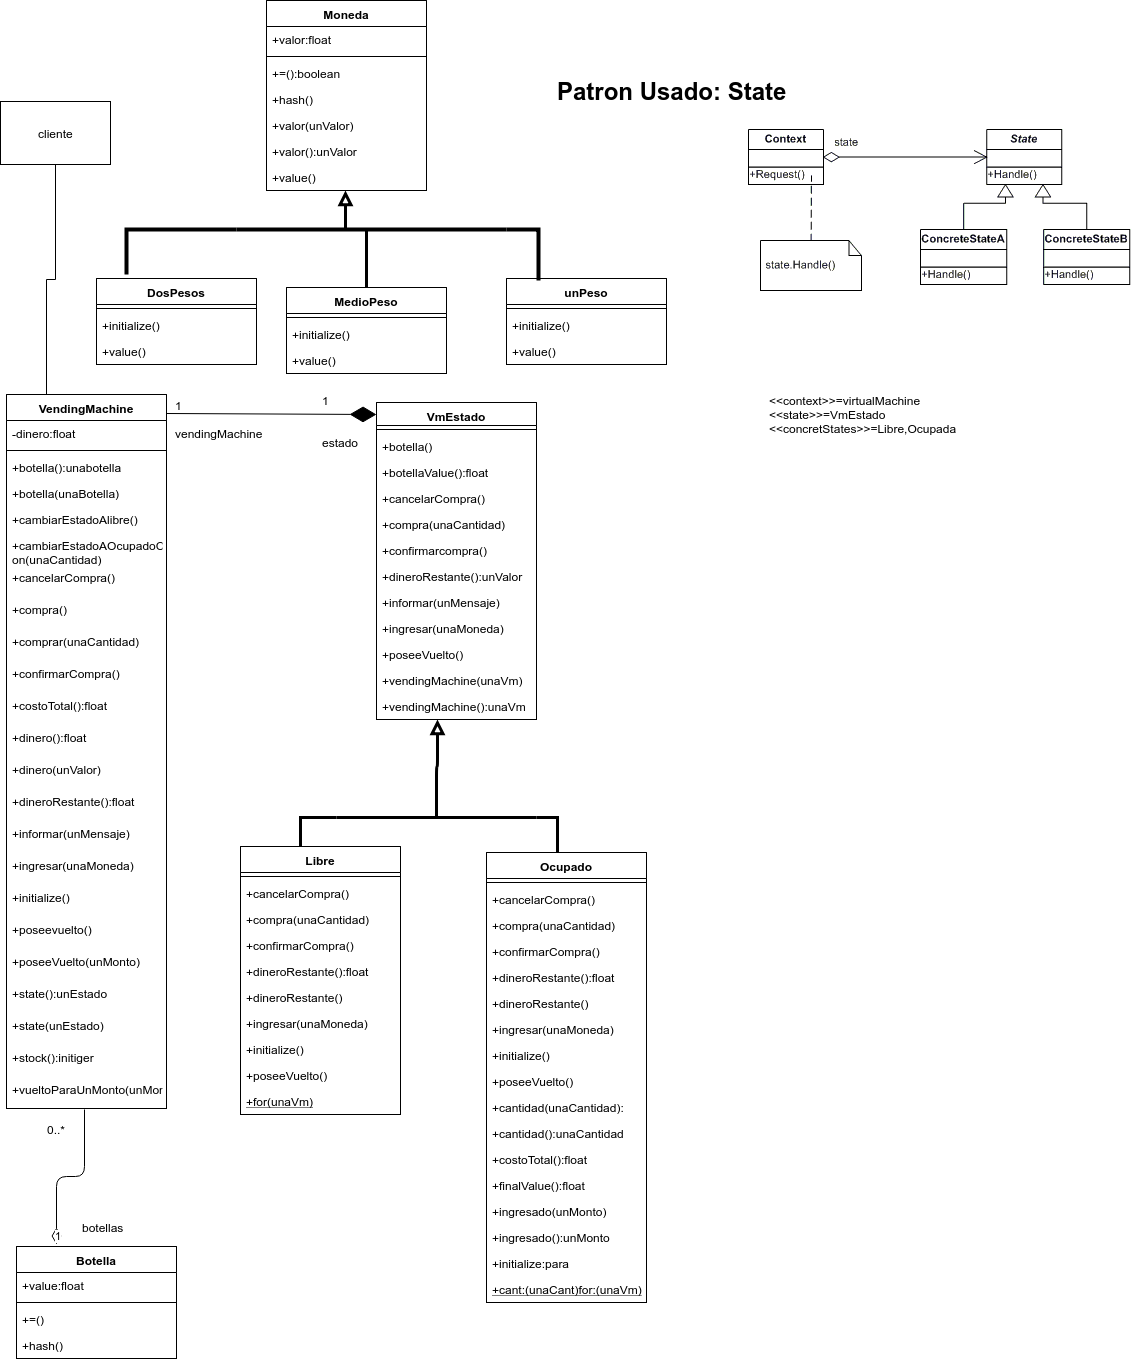 Moneda
+valor:float
+=():boolean
+hash()
+valor(unValor)
+valor():unValor
+value()
Patron Usado: State
cliente
Context
+Request()
state
State
+Handle()
state.Handle()
ConcreteStateA
+Handle()
ConcreteStateB
+Handle()
DosPesos
+initialize()
+value()
MedioPeso
+initialize()
+value()
unPeso
+initialize()
+value()
<<context>>=virtualMachine
<<state>>=VmEstado
<<concretStates>>=Libre,Ocupada
VendingMachine
-dinero:float
+botella():unabotella
+botella(unaBotella)
+cambiarEstadoAlibre()
+cambiarEstadoAOcupadoC
on(unaCantidad)
+cancelarCompra()
+compra()
+comprar(unaCantidad)
+confirmarCompra()
+costoTotal():float
+dinero():float
+dinero(unValor)
+dineroRestante():float
+informar(unMensaje)
+ingresar(unaMoneda)
+initialize()
+poseevuelto()
+poseeVuelto(unMonto)
+state():unEstado
+state(unEstado)
+stock():initiger
+vueltoParaUnMonto(unMor
1
vendingMachine
1
estado
VmEstado
+botella()
+botellaValue():float
+cancelarCompra()
+compra(unaCantidad)
+confirmarcompra()
+dineroRestante():unValor
+informar(unMensaje)
+ingresar(unaMoneda)
+poseeVuelto()
+vendingMachine(unaVm)
+vendingMachine():unaVm
Libre
+cancelarCompra()
+compra(unaCantidad)
+confirmarCompra()
+dineroRestante():float
+dineroRestante()
+ingresar(unaMoneda)
+initialize()
+poseeVuelto()
+for(unaVm)
Ocupado
+cancelarCompra()
+compra(unaCantidad)
+confirmarCompra()
+dineroRestante():float
+dineroRestante()
+ingresar(unaMoneda)
+initialize()
+poseeVuelto()
+cantidad(unaCantidad):
+cantidad():unaCantidad
+costoTotal():float
+finalValue():float
+ingresado(unMonto)
+ingresado():unMonto
+initialize:para
+cant:(unaCant)for:(unaVm)
0..*
botellas
1
Botella
+value:float
+=()
+hash()